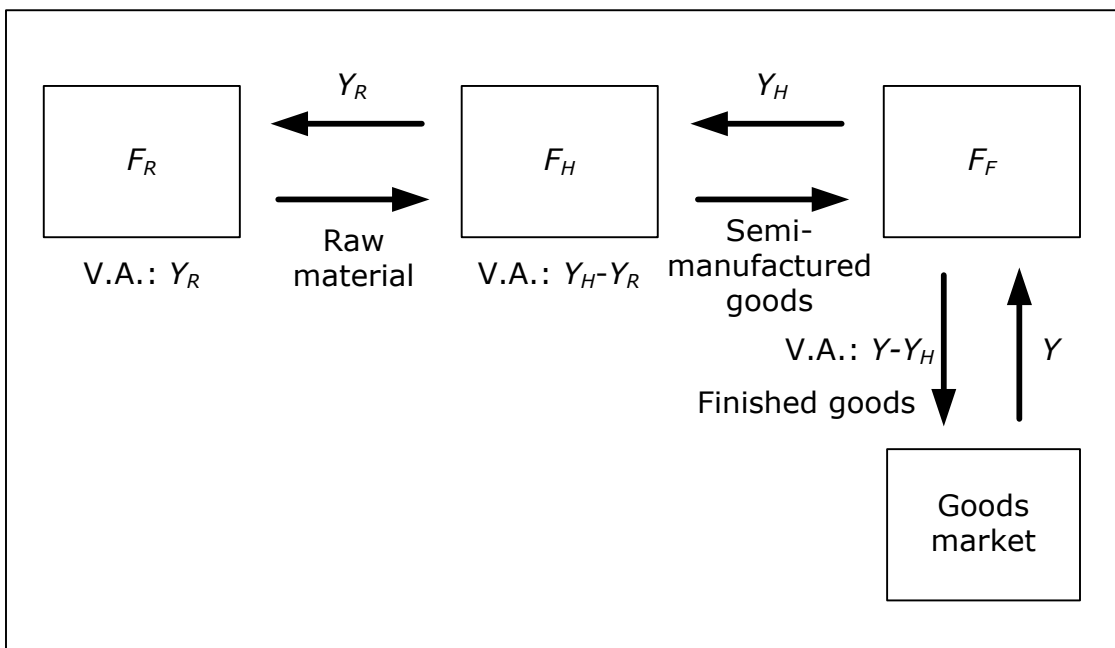 Y_R
Y_H
F_R
F_H
F_F
Raw
material
Semi-
manufactured
goods
V.A.: Y_R
V.A.: Y_H-Y_R
V.A.: Y-Y_H
Y
Finished goods
Goods
market